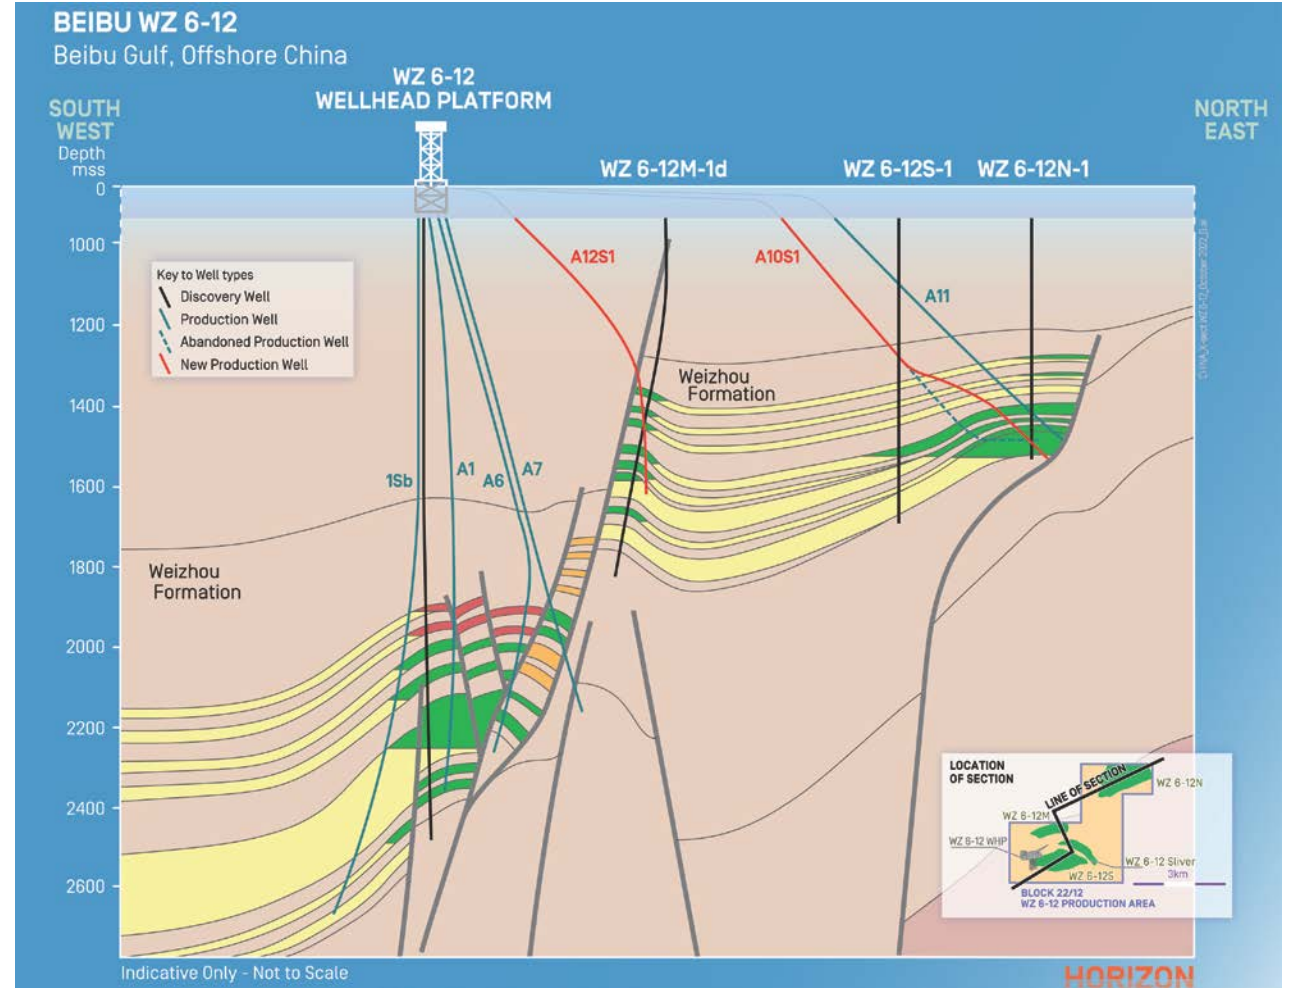 BEIBU WZ 6-12
Beibu Gulf, Offshore China
WZ 6-12
WELLHEAD PLATFORM
SOUTH
WEST
NORTH
EAST
Depth
mss
WZ 6-12M-1d
WZ 6-12S-1
WZ 6-12N-1
0
1000
1200
1400
1600
1800
2000
2200
2400
2600
A12S1
A10S1
A11
Key to Well types
Discovery Well
Production Well
Abandoned Production Well
New Production Well
Weizhou
Formation
1Sb
A1
A6
A7
Weizhou
Formation
LOCATION
OF SECTION
LINE OF SECTION
WZ 6-12N
WZ 6-12M
WZ 6-12 WHP
WZ 6-12 Sliver
3km
WZ 6-12S
BLOCK 22/12
WZ 6-12 PRODUCTION AREA
Indicative Only - Not to Scale
HORIZON